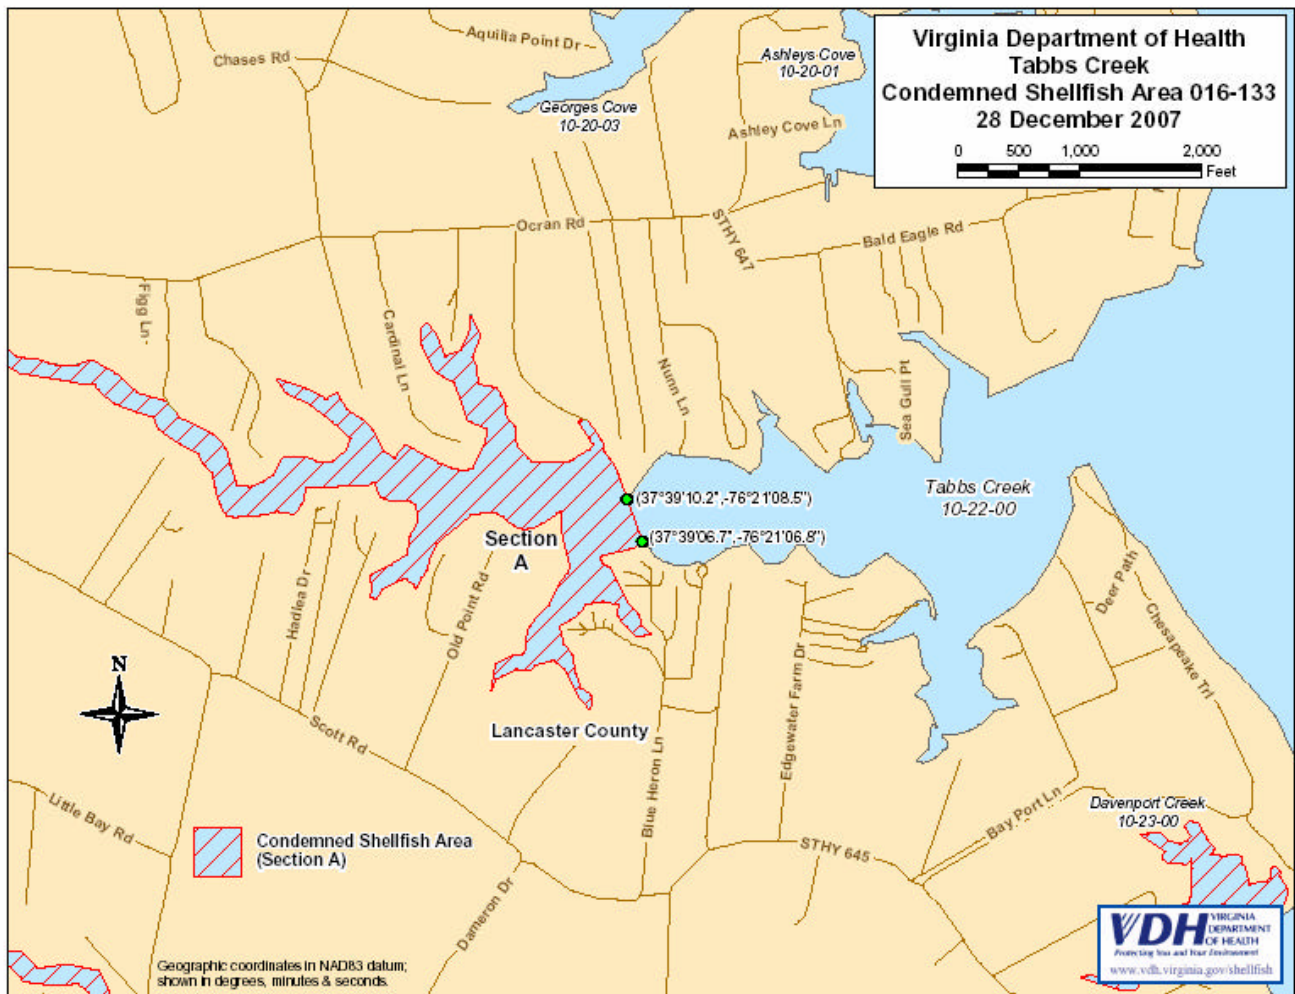 Virginia Department of Health
Tabbs Creek
Condemned Shellfish Area 016-133
28 December 2007
0 500 1,000 2,000
Feet
Aquilia Point Dr
Chases Rd
Ashleys Cove
10-20-01
Georges Cove
10-20-03
Ashley Cove Ln
Ocran Rd
STHY 647
Bald Eagle Rd
Figg Ln
Cardinal Ln
Nunn Ln
Sea Gull Pt
(37°39'10.2",-76°21'08.5")
Tabbs Creek
10-22-00
(37°39'06.7",-76°21'06.8")
Section
A
Hadlea Dr
Old Point Rd
Deer Path
Chesapeake Trl
N
Edgewater Farm Dr
Scott Rd
Lancaster County
Blue Heron Ln
Little Bay Rd
Bay Port Ln
Davenport Creek
10-23-00
Condemned Shellfish Area
(Section A)
STHY 645
Dameron Dr
VDH VIRGINIA
DEPARTMENT
OF HEALTH
Protecting You and Your Environment
www.vdh.virginia.gov/shellfish
Geographic coordinates in NAD83 datum;
shown in degrees, minutes & seconds.